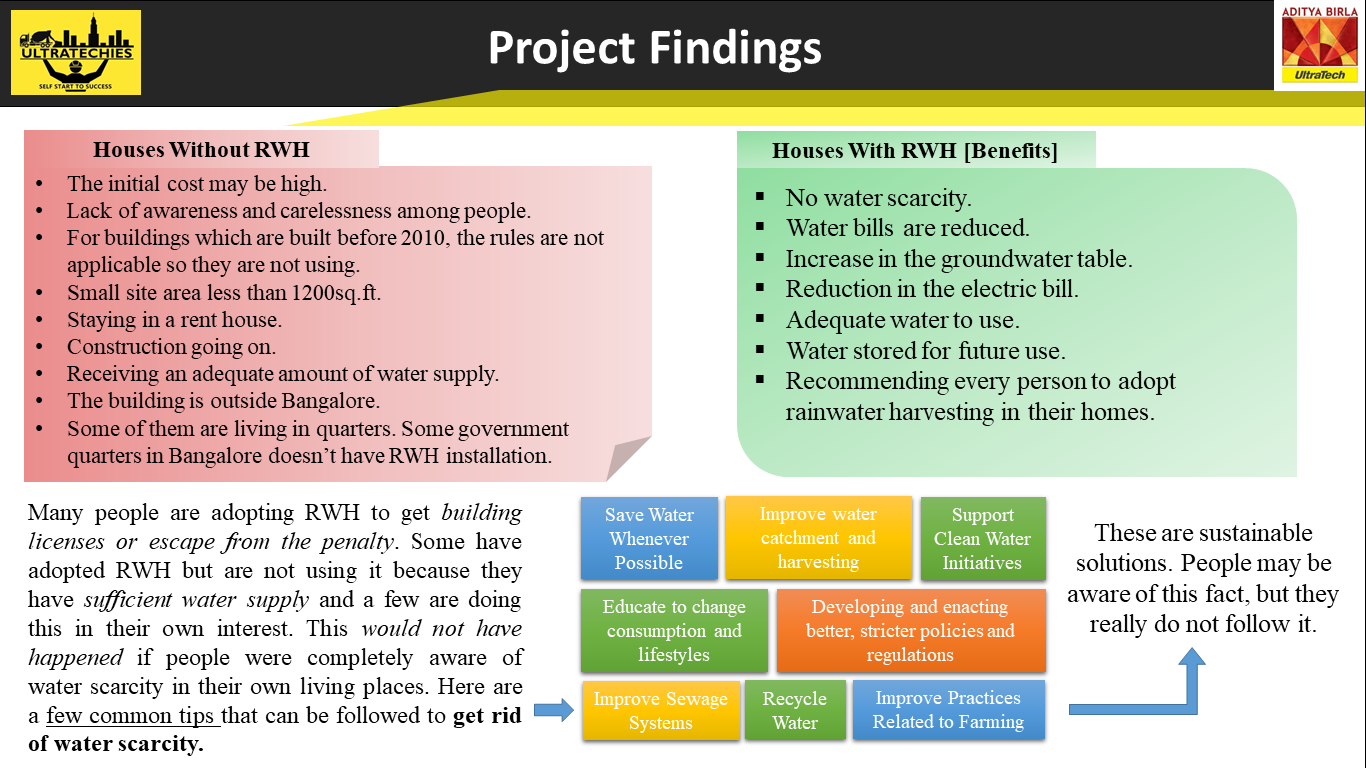 ULTRATECHIES
SELF START TO SUCCESS
Project Findings
ADITYA BIRLA
UltraTech
Houses Without RWH
• The initial cost may be high.
• Lack of awareness and carelessness among people.
• For buildings which are built before 2010, the rules are not
applicable so they are not using.
• Small site area less than 1200sq.ft.
• Staying in a rent house.
• Construction going on.
• Receiving an adequate amount of water supply.
• The building is outside Bangalore.
• Some of them are living in quarters. Some government
quarters in Bangalore doesn’t have RWH installation.
Houses With RWH [Benefits]
▪ No water scarcity.
▪ Water bills are reduced.
▪ Increase in the groundwater table.
▪ Reduction in the electric bill.
▪ Adequate water to use.
▪ Water stored for future use.
▪ Recommending every person to adopt
rainwater harvesting in their homes.
Many people are adopting RWH to get building
licenses or escape from the penalty. Some have
adopted RWH but are not using it because they
have sufficient water supply and a few are doing
this in their own interest. This would not have
happened if people were completely aware of
water scarcity in their own living places. Here are
a few common tips that can be followed to get rid
of water scarcity.
Save Water
Whenever
Possible
Improve water
catchment and
harvesting
Support
Clean Water
Initiatives
Educate to change
consumption and
lifestyles
Developing and enacting
better, stricter policies and
regulations
Improve Sewage
Systems
Recycle
Water
Improve Practices
Related to Farming
These are sustainable
solutions. People may be
aware of this fact, but they
really do not follow it.